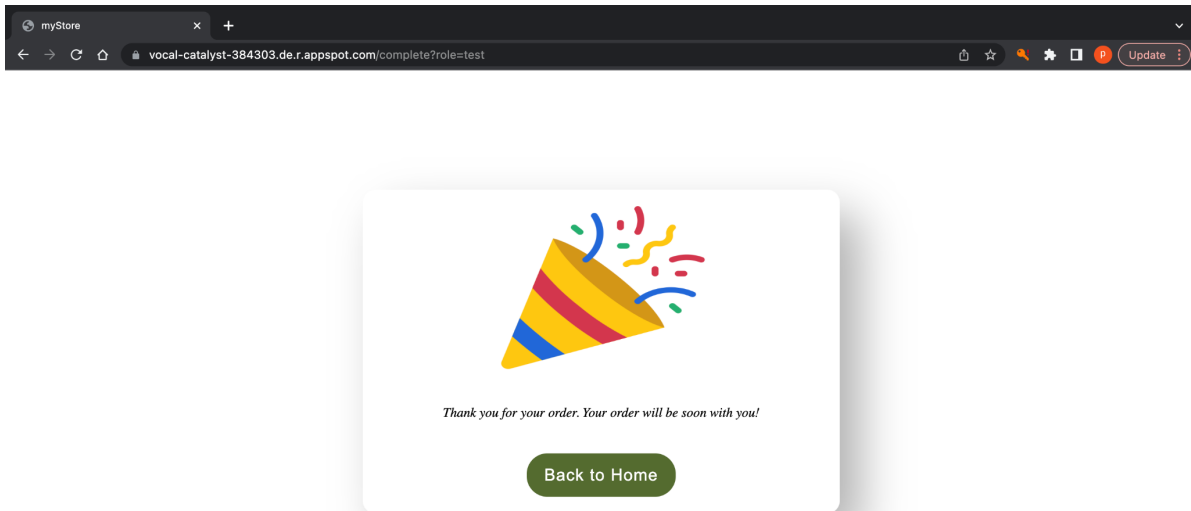 myStore
vocal-catalyst-384303.de.r.appspot.com/complete?role=test
P
Update
Thank you for your order. Your order will be soon with you!
Back to Home